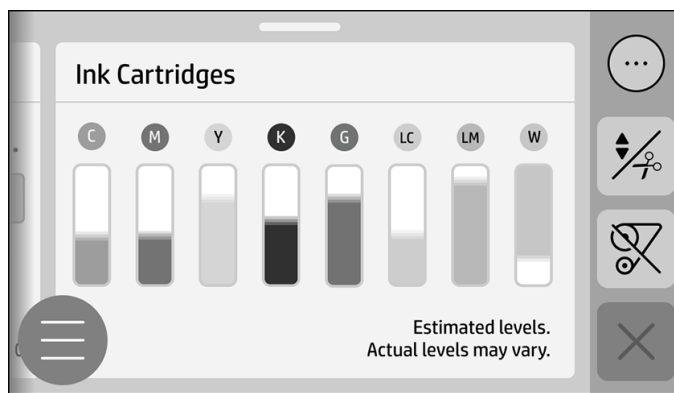 Ink Cartridges
C M Y K G LC LM W
Estimated levels.
Actual levels may vary.